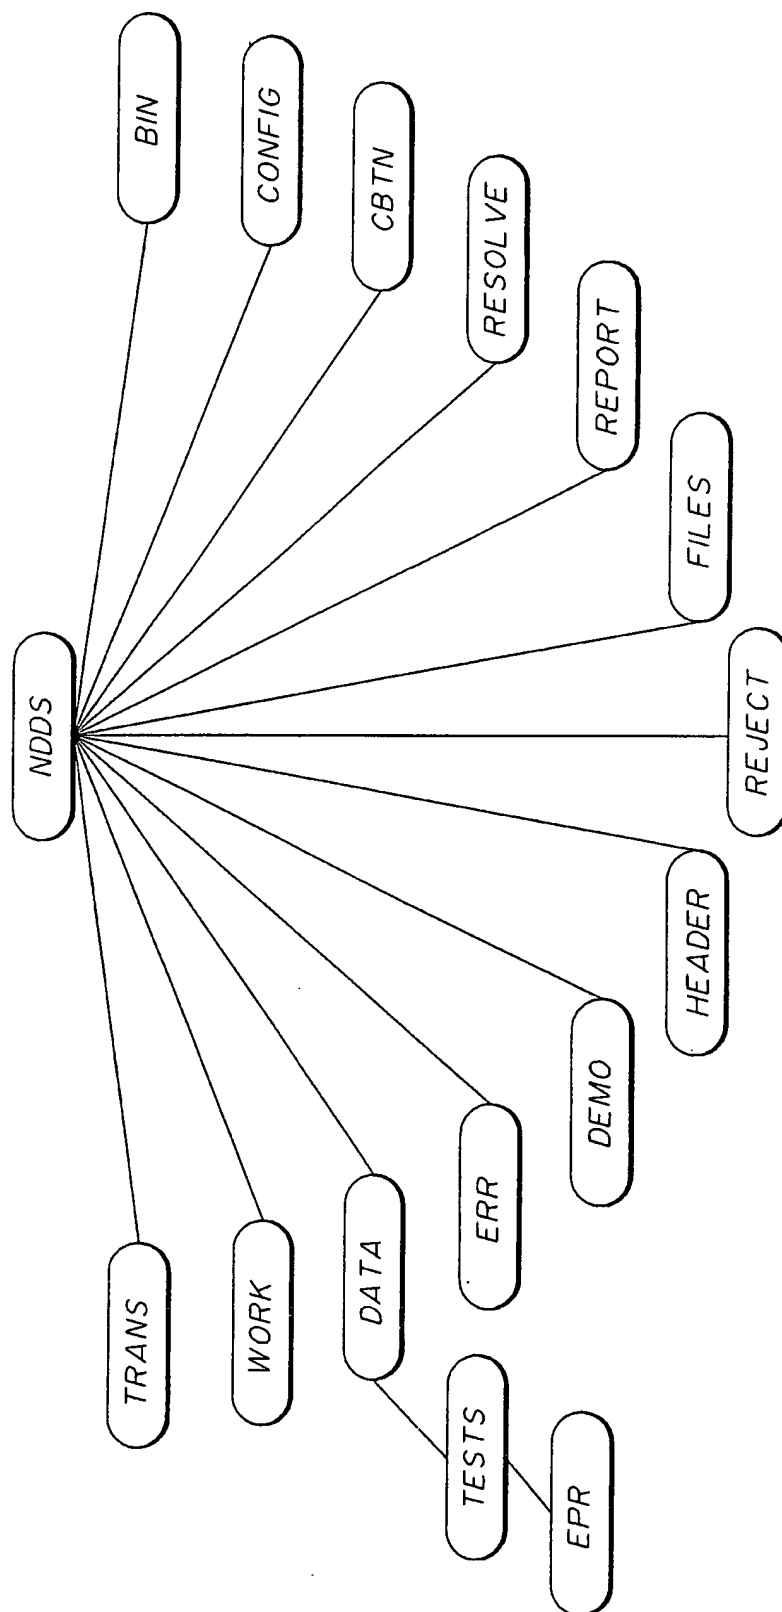 NDDS
TRANS
WORK
DATA
TESTS
EPR
ERR
DEMO
HEADER
REJECT
FILES
REPORT
RESOLVE
CBTN
CONFIG
BIN